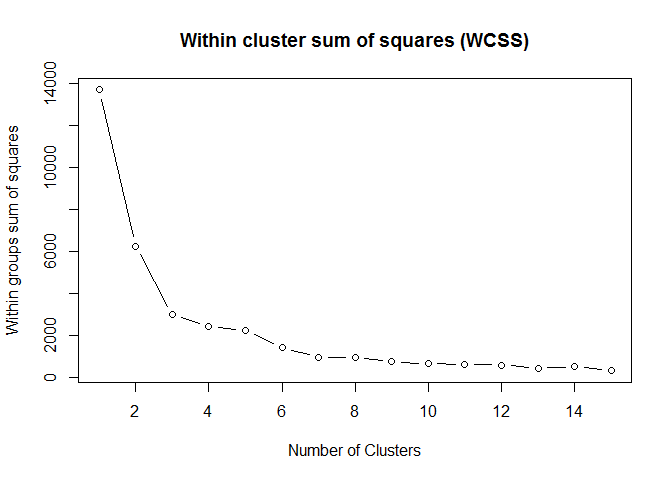 Within cluster sum of squares (WCSS)
Within groups sum of squares
14000
10000
6000
2000
0
2 4 6 8 10 12 14
Number of Clusters